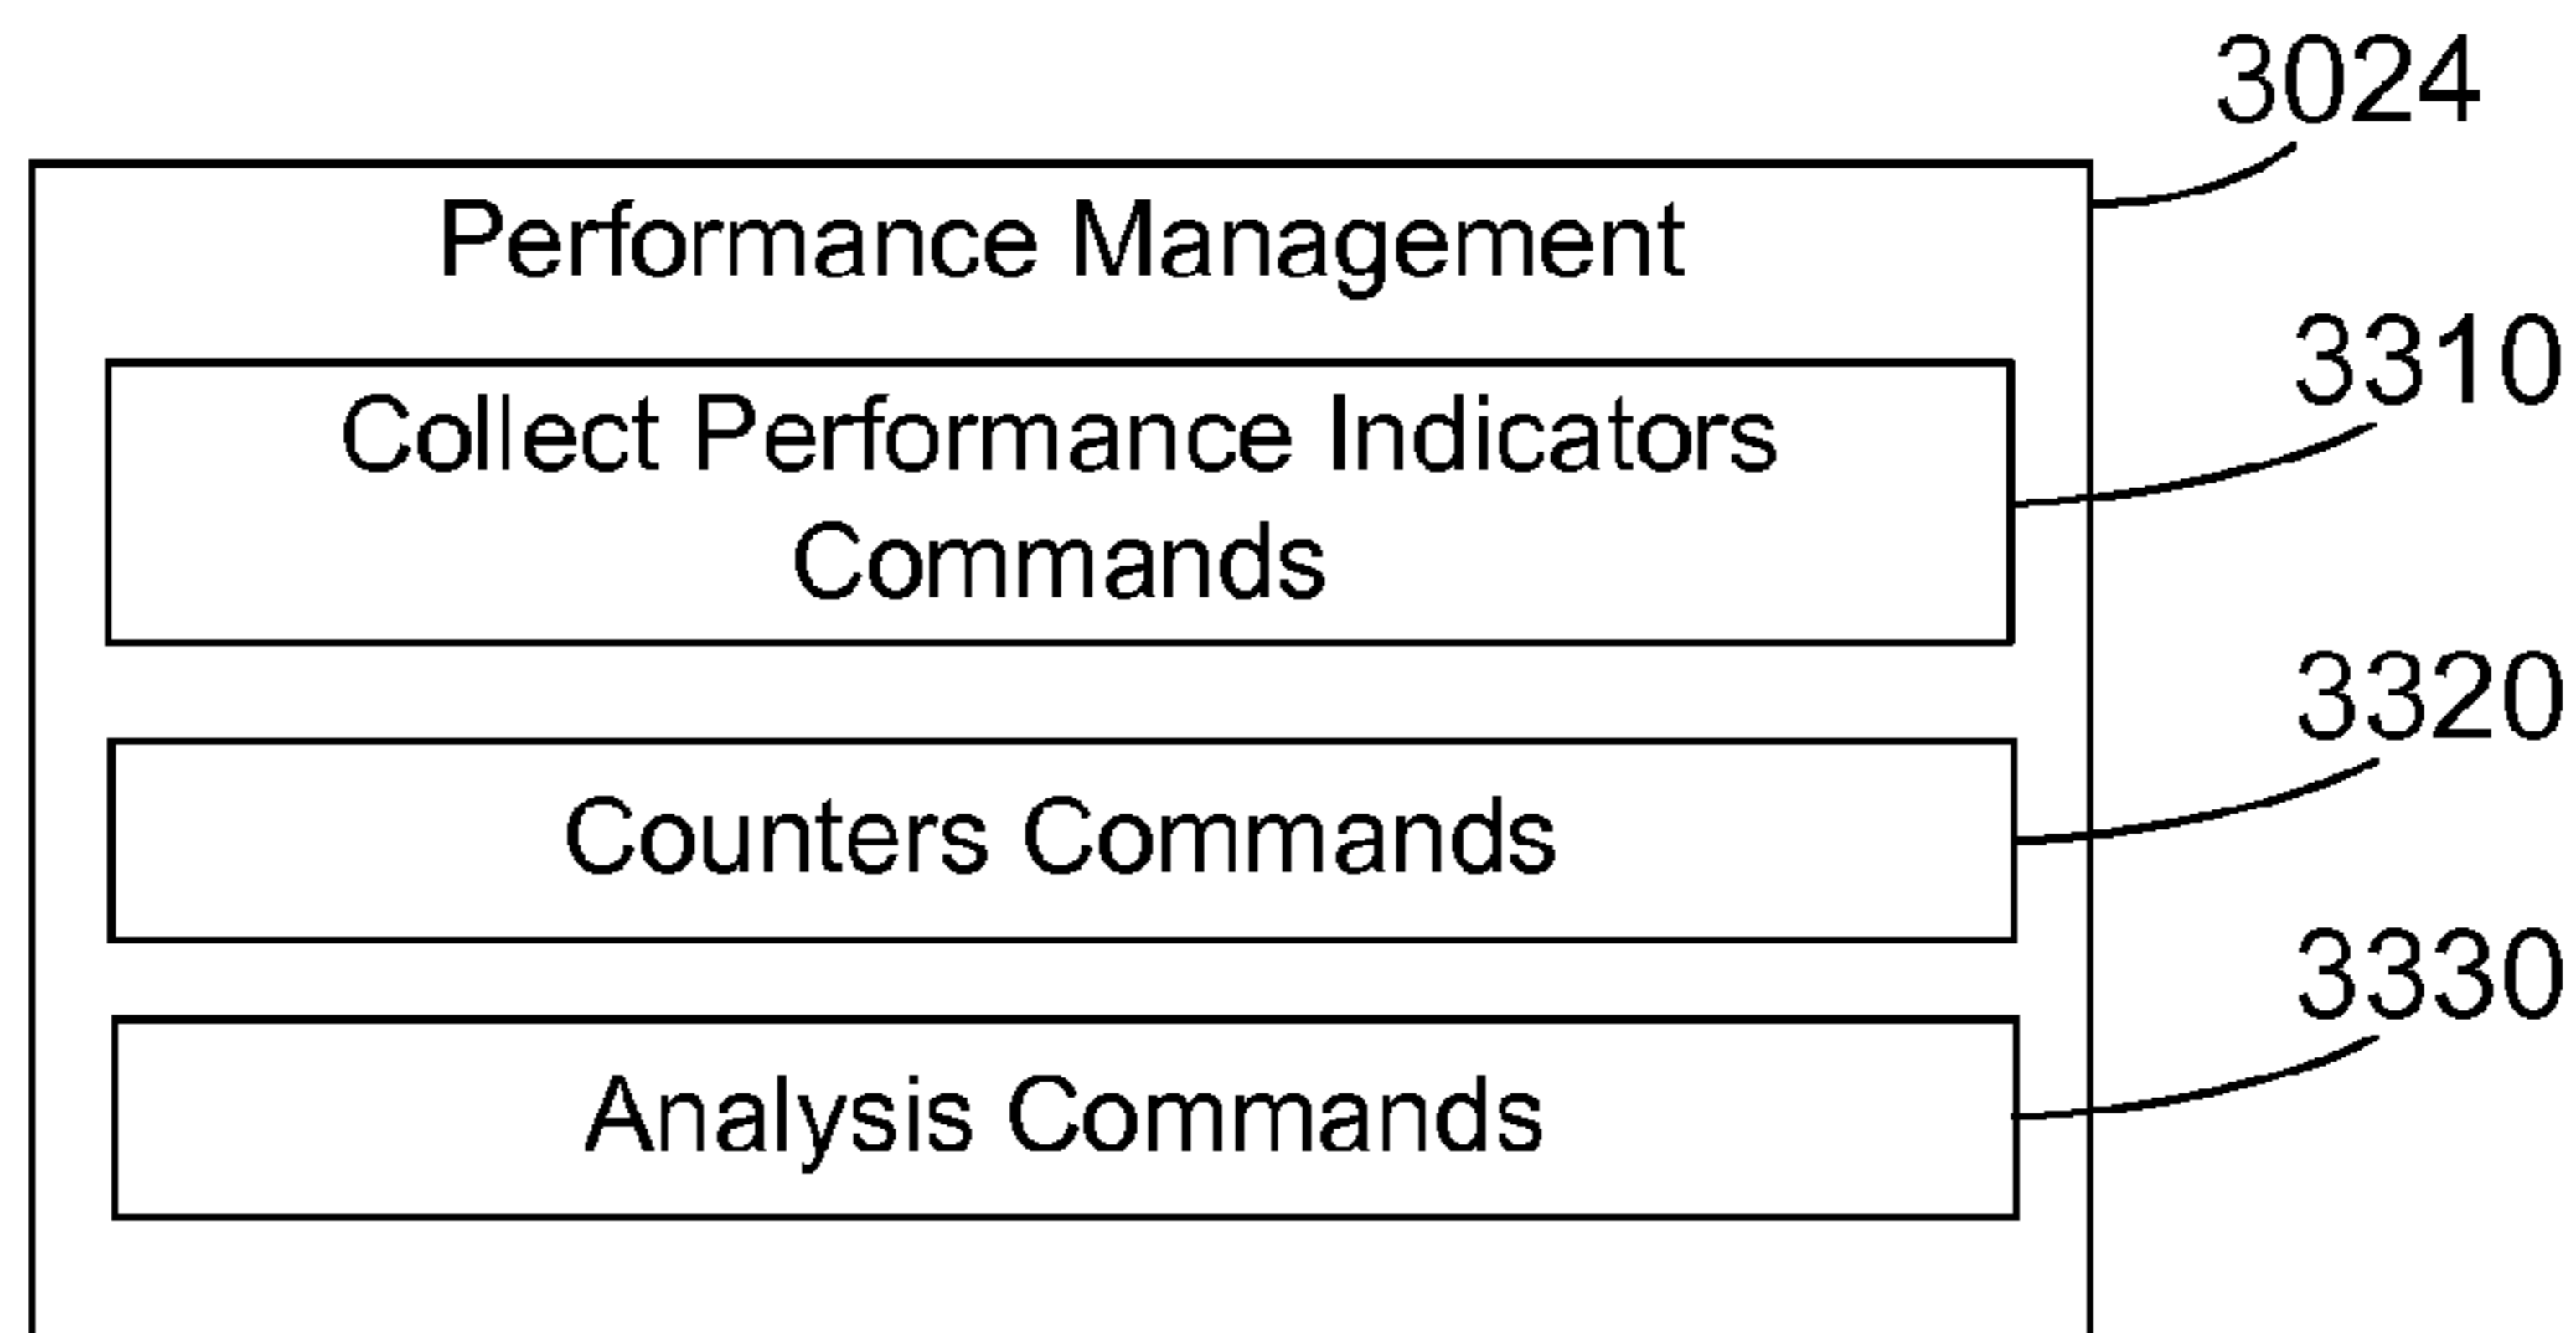 3024
Performance Management
3310
Collect Performance Indicators
Commands
3320
Counters Commands
3330
Analysis Commands